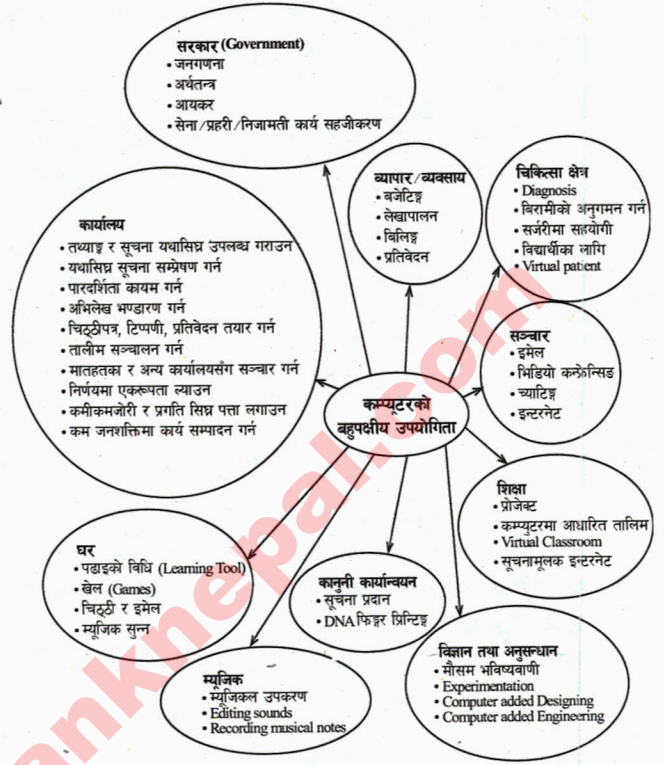 सरकार (Government)
• जनगणना
• अर्थतन्त्र
• आयकर
• सेना/प्रहरी/निजामती कार्य सहजीकरण
व्यापार/व्यवसाय
• बजेटिङ्ग
• लेखापालन
• बिलिङ्ग
• प्रतिवेदन
चिकित्सा क्षेत्र
• Diagnosis
• बिरामीको अनुगमन गर्न
• सर्जरीमा सहयोगी
• विद्यार्थीका लागि
• Virtual patient
कार्यालय
• तथ्याङ्क र सूचना यथासिघ्र उपलब्ध गराउन
• यथासिघ्र सूचना सम्प्रेषण गर्न
• पारदर्शिता कायम गर्न
• अभिलेख भण्डारण गर्न
• चिठ्ठीपत्र, टिप्पणी, प्रतिवेदन तयार गर्न
• तालीम सञ्चालन गर्न
• मातहतका र अन्य कार्यालयसँग सञ्चार गर्न
• निर्णयमा एकरूपता ल्याउन
• कमीकमजोरी र प्रगति सिघ्र पत्ता लगाउन
• कम जनशक्तिमा कार्य सम्पादन गर्न
सञ्चार
• इमेल
• भिडियो कन्फ्रेन्सिङ
• च्याटिङ्ग
• इन्टरनेट
कम्प्यूटरको
बहुपक्षीय उपयोगिता
शिक्षा
• प्रोजेक्ट
• कम्प्युटरमा आधारित तालिम
• Virtual Classroom
• सूचनामूलक इन्टरनेट
घर
• पढाइको विधि (Learning Tool)
• खेल (Games)
• चिठ्ठी र इमेल
• म्यूजिक सुन्न
कानुनी कार्यान्वयन
• सूचना प्रदान
• DNA फिङ्गर प्रिन्टिङ्ग
विज्ञान तथा अनुसन्धान
• मौसम भविष्यवाणी
• Experimentation
• Computer added Designing
• Computer added Engineering
म्यूजिक
• म्यूजिकल उपकरण
• Editing sounds
• Recording musical notes
anknepal.com